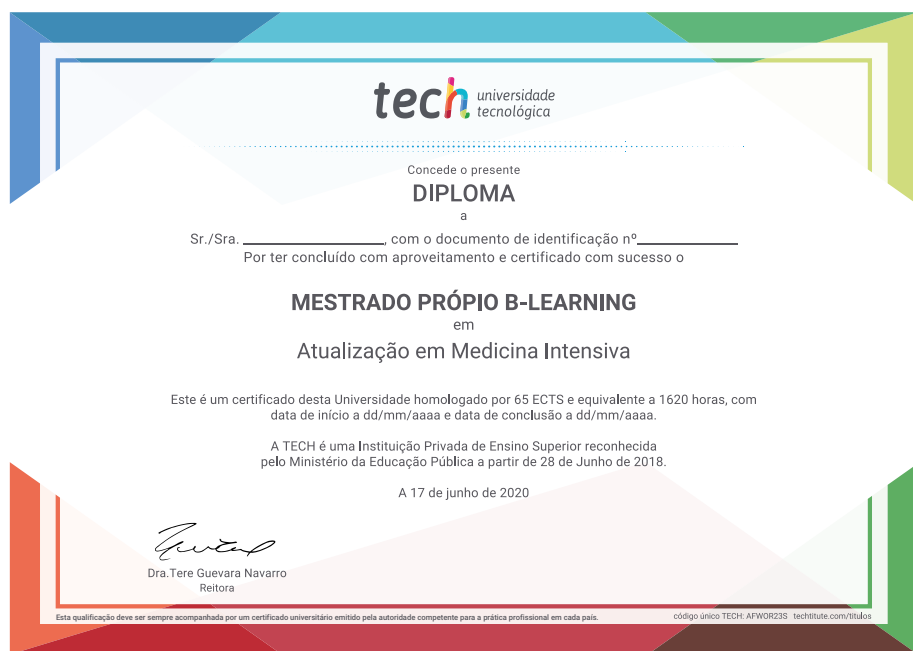 tech universidade
tecnológica
Concede o presente
DIPLOMA
a
Sr./Sra. ________________, com o documento de identificação nº____________
Por ter concluído com aproveitamento e certificado com sucesso o
MESTRADO PRÓPIO B-LEARNING
em
Atualização em Medicina Intensiva
Este é um certificado desta Universidade homologado por 65 ECTS e equivalente a 1620 horas, com
data de início a dd/mm/aaaa e data de conclusão a dd/mm/aaaa.
A TECH é uma Instituição Privada de Ensino Superior reconhecida
pelo Ministério da Educação Pública a partir de 28 de Junho de 2018.
A 17 de junho de 2020
Dra.Tere Guevara Navarro
Reitora
Esta qualificação deve ser sempre acompanhada por um certificado universitário emitido pela autoridade competente para a prática profissional em cada país.
código único TECH: AFWOR23S techtitute.com/titulos